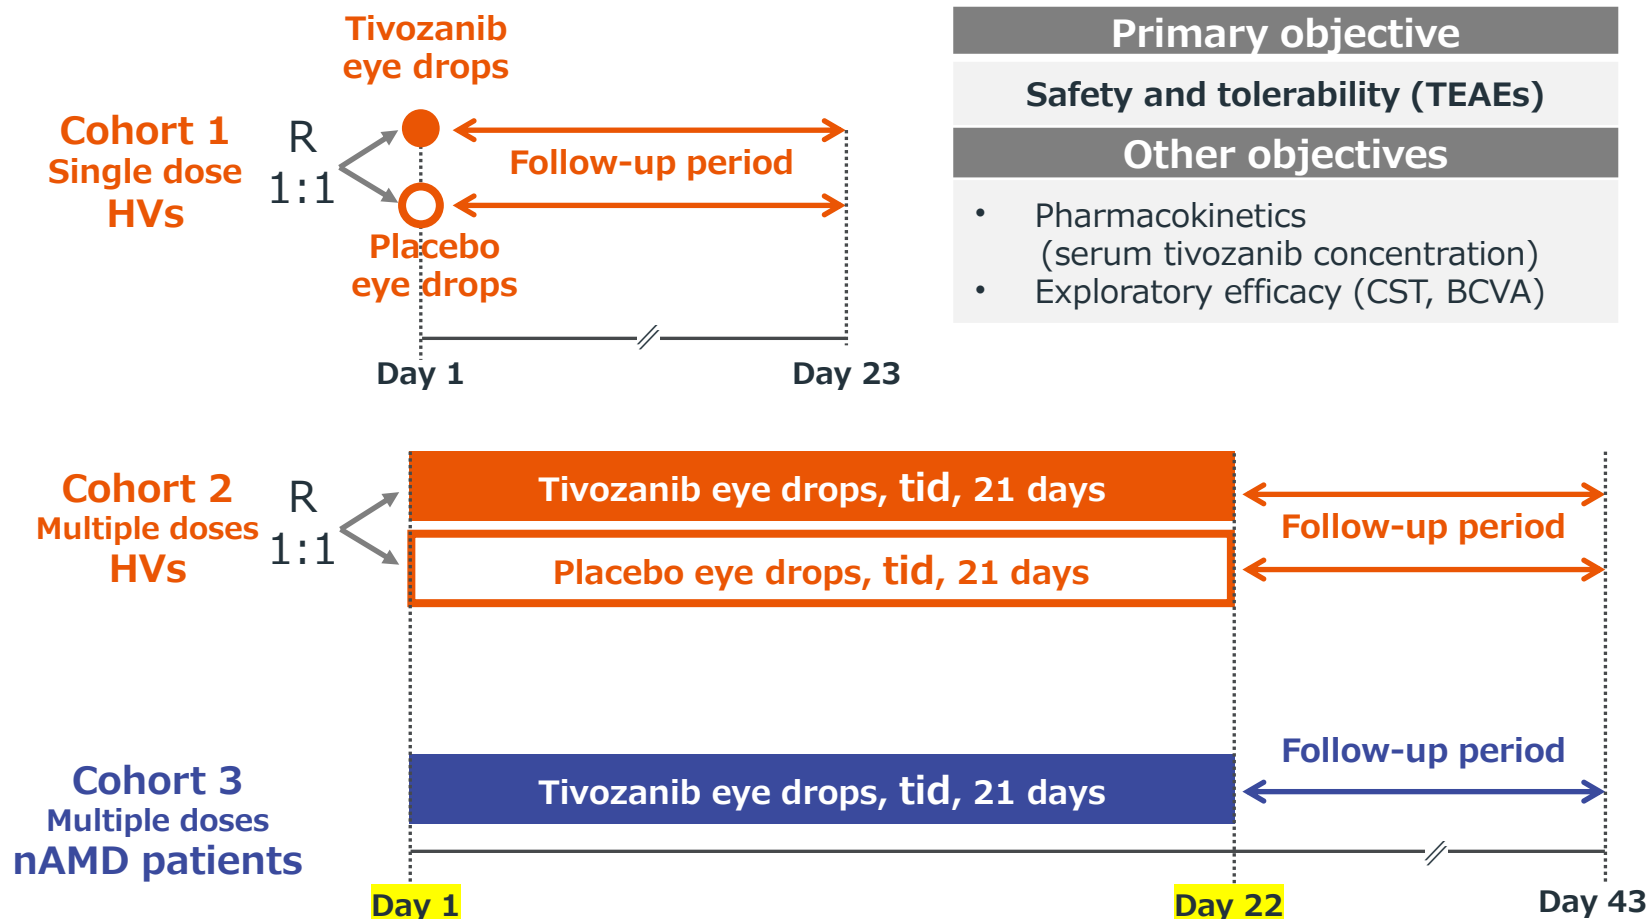 Tivozanib
eye drops
Cohort 1
Single dose
HVs
R
1:1
Follow-up period
Placebo
eye drops
Day 1
Day 23
Primary objective
Safety and tolerability (TEAEs)
Other objectives
• Pharmacokinetics
(serum tivozanib concentration)
• Exploratory efficacy (CST, BCVA)
Cohort 2
Multiple doses
HVs
R
1:1
Tivozanib eye drops, tid, 21 days
Placebo eye drops, tid, 21 days
Follow-up period
Cohort 3
Multiple doses
nAMD patients
Tivozanib eye drops, tid, 21 days
Follow-up period
Day 1
Day 22
Day 43